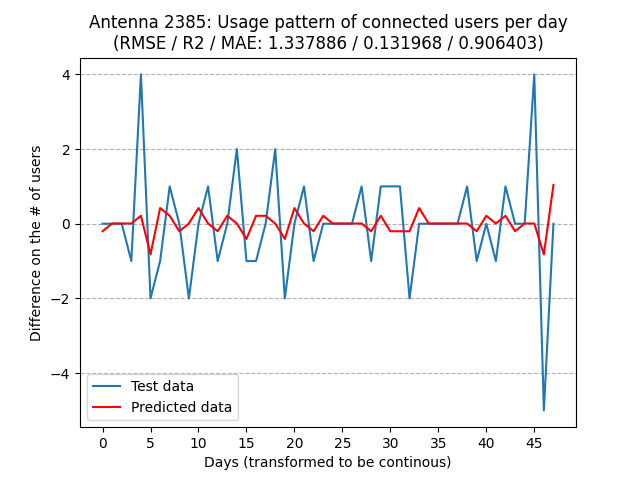 Antenna 2385: Usage pattern of connected users per day
(RMSE / R2 / MAE: 1.337886 / 0.131968 / 0.906403)
Difference on the # of users
4
2
0
−2
−4
Test data
Predicted data
0 5 10 15 20 25 30 35 40 45
Days (transformed to be continous)